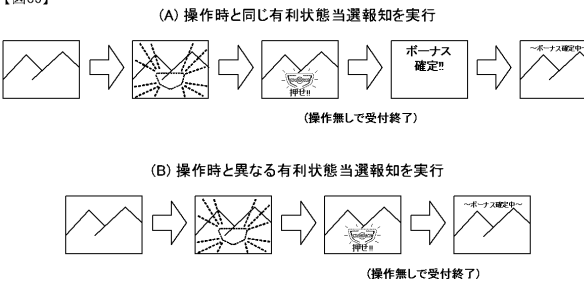 (A) 操作時と同じ有利状態当選報知を実行
押せ!!
ボーナス
確定!!
～ボーナス確定中～
(操作無しで受付終了)
(B) 操作時と異なる有利状態当選報知を実行
押せ!!
～ボーナス確定中～
(操作無しで受付終了)